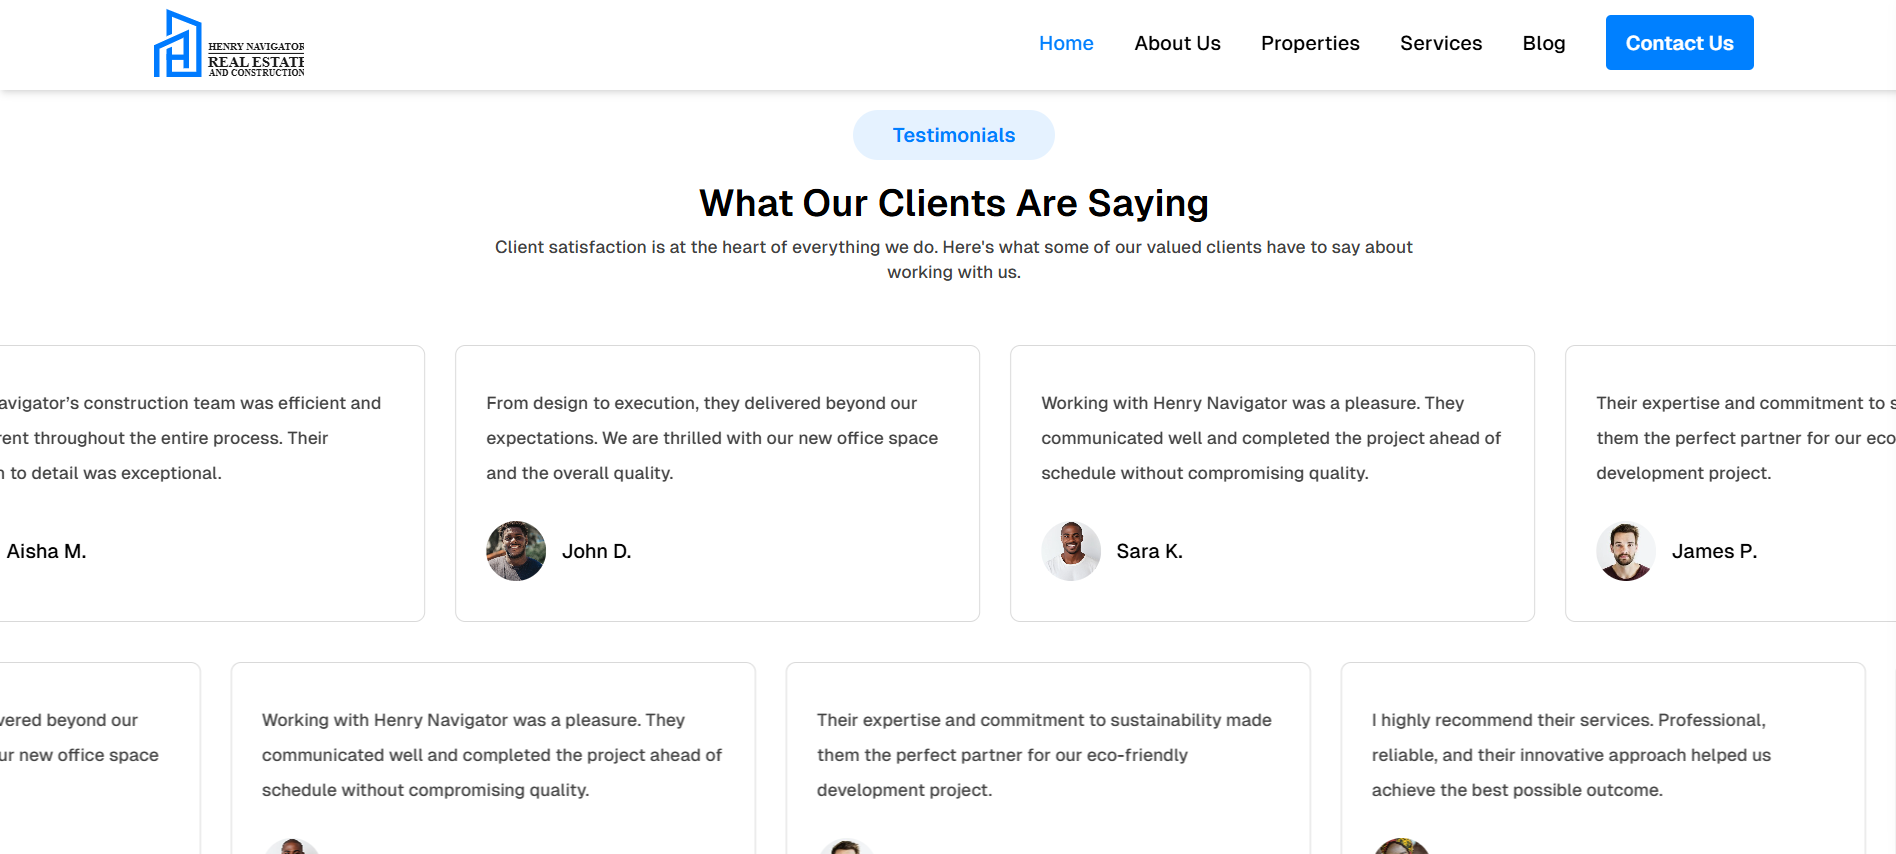 HENRY NAVIGATOR
REAL ESTATE
AND CONSTRUCTION
Home
About Us
Properties
Services
Blog
Contact Us
Testimonials
What Our Clients Are Saying
Client satisfaction is at the heart of everything we do. Here's what some of our valued clients have to say about
working with us.
avigator’s construction team was efficient and
rent throughout the entire process. Their
to detail was exceptional.
Aisha M.
From design to execution, they delivered beyond our
expectations. We are thrilled with our new office space
and the overall quality.
John D.
Working with Henry Navigator was a pleasure. They
communicated well and completed the project ahead of
schedule without compromising quality.
Sara K.
Their expertise and commitment to s
them the perfect partner for our eco
development project.
James P.
vered beyond our
ur new office space
Working with Henry Navigator was a pleasure. They
communicated well and completed the project ahead of
schedule without compromising quality.
Their expertise and commitment to sustainability made
them the perfect partner for our eco-friendly
development project.
I highly recommend their services. Professional,
reliable, and their innovative approach helped us
achieve the best possible outcome.